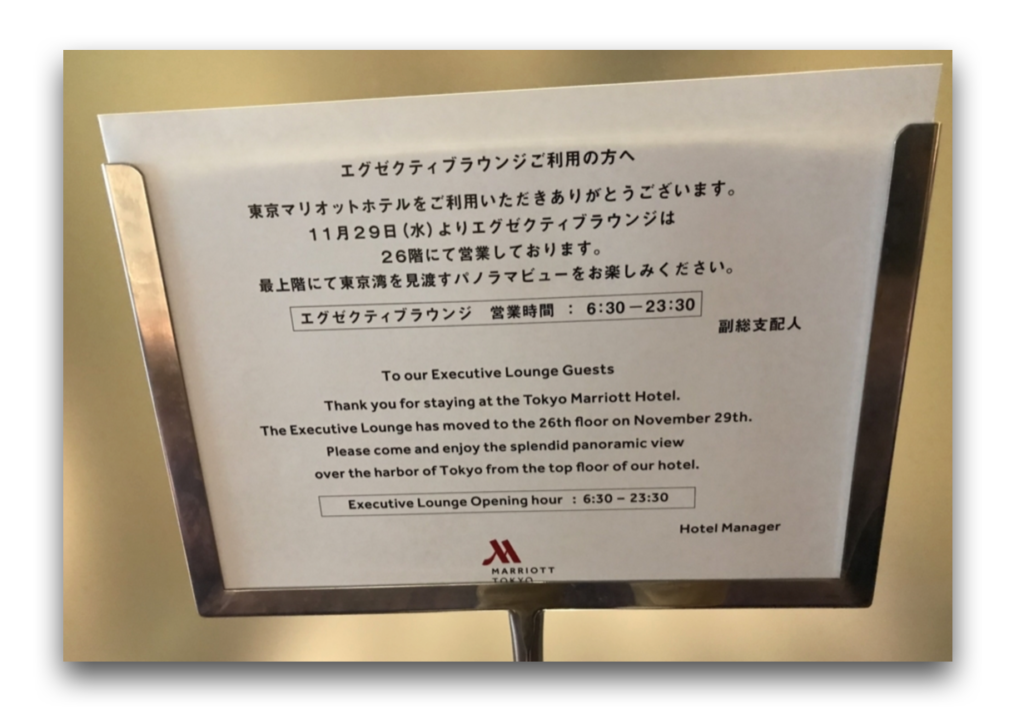 エグゼクティブラウンジご利用の方へ
東京マリオットホテルをご利用いただきありがとうございます。
11月29日(水)よりエグゼクティブラウンジは
26階にて営業しております。
最上階にて東京湾を見渡すパノラマビューをお楽しみください。
エグゼクティブラウンジ 営業時間 : 6:30－23:30
副総支配人
To our Executive Lounge Guests
Thank you for staying at the Tokyo Marriott Hotel.
The Executive Lounge has moved to the 26th floor on November 29th.
Please come and enjoy the splendid panoramic view
over the harbor of Tokyo from the top floor of our hotel.
Executive Lounge Opening hour : 6:30 – 23:30
Hotel Manager
MARRIOTT
TOKYO